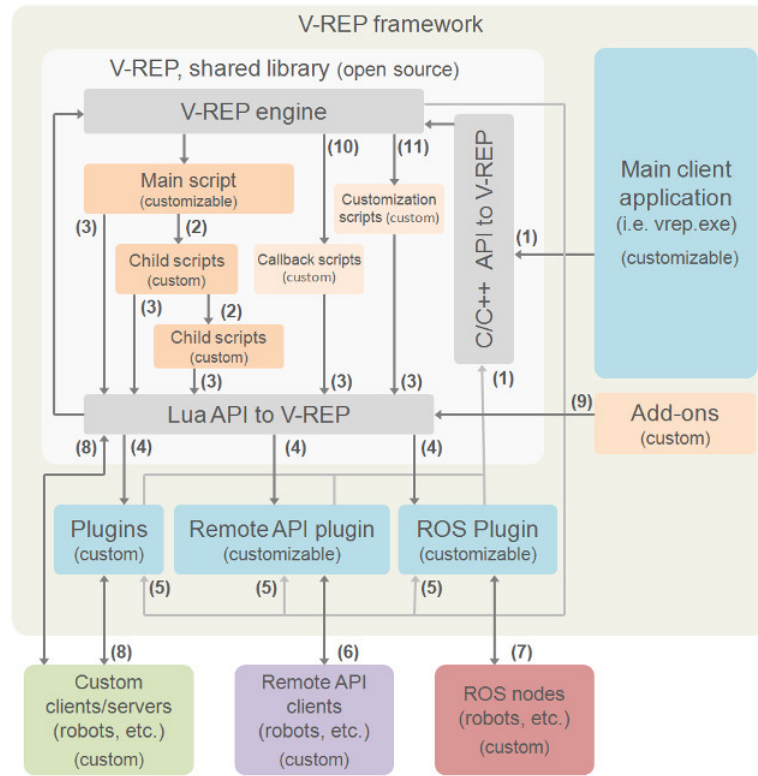 V-REP framework
V-REP, shared library (open source)
V-REP engine
(10)
(11)
Main script
(customizable)
Customization
scripts (custom)
C/C++ API to V-REP
Main client
application
(i.e. vrep.exe)
(customizable)
(3)
(2)
(1)
Child scripts
(custom)
Callback scripts
(custom)
(3)
(2)
Child scripts
(custom)
(3)
(3)
(3)
(1)
Lua API to V-REP
(9)
Add-ons
(custom)
(8)
(4)
(4)
(4)
Plugins
(custom)
Remote API plugin
(customizable)
ROS Plugin
(customizable)
(5)
(5)
(5)
(8)
(6)
(7)
Custom
clients/servers
(robots, etc.)
(custom)
Remote API
clients
(robots, etc.)
(custom)
ROS nodes
(robots, etc.)
(custom)